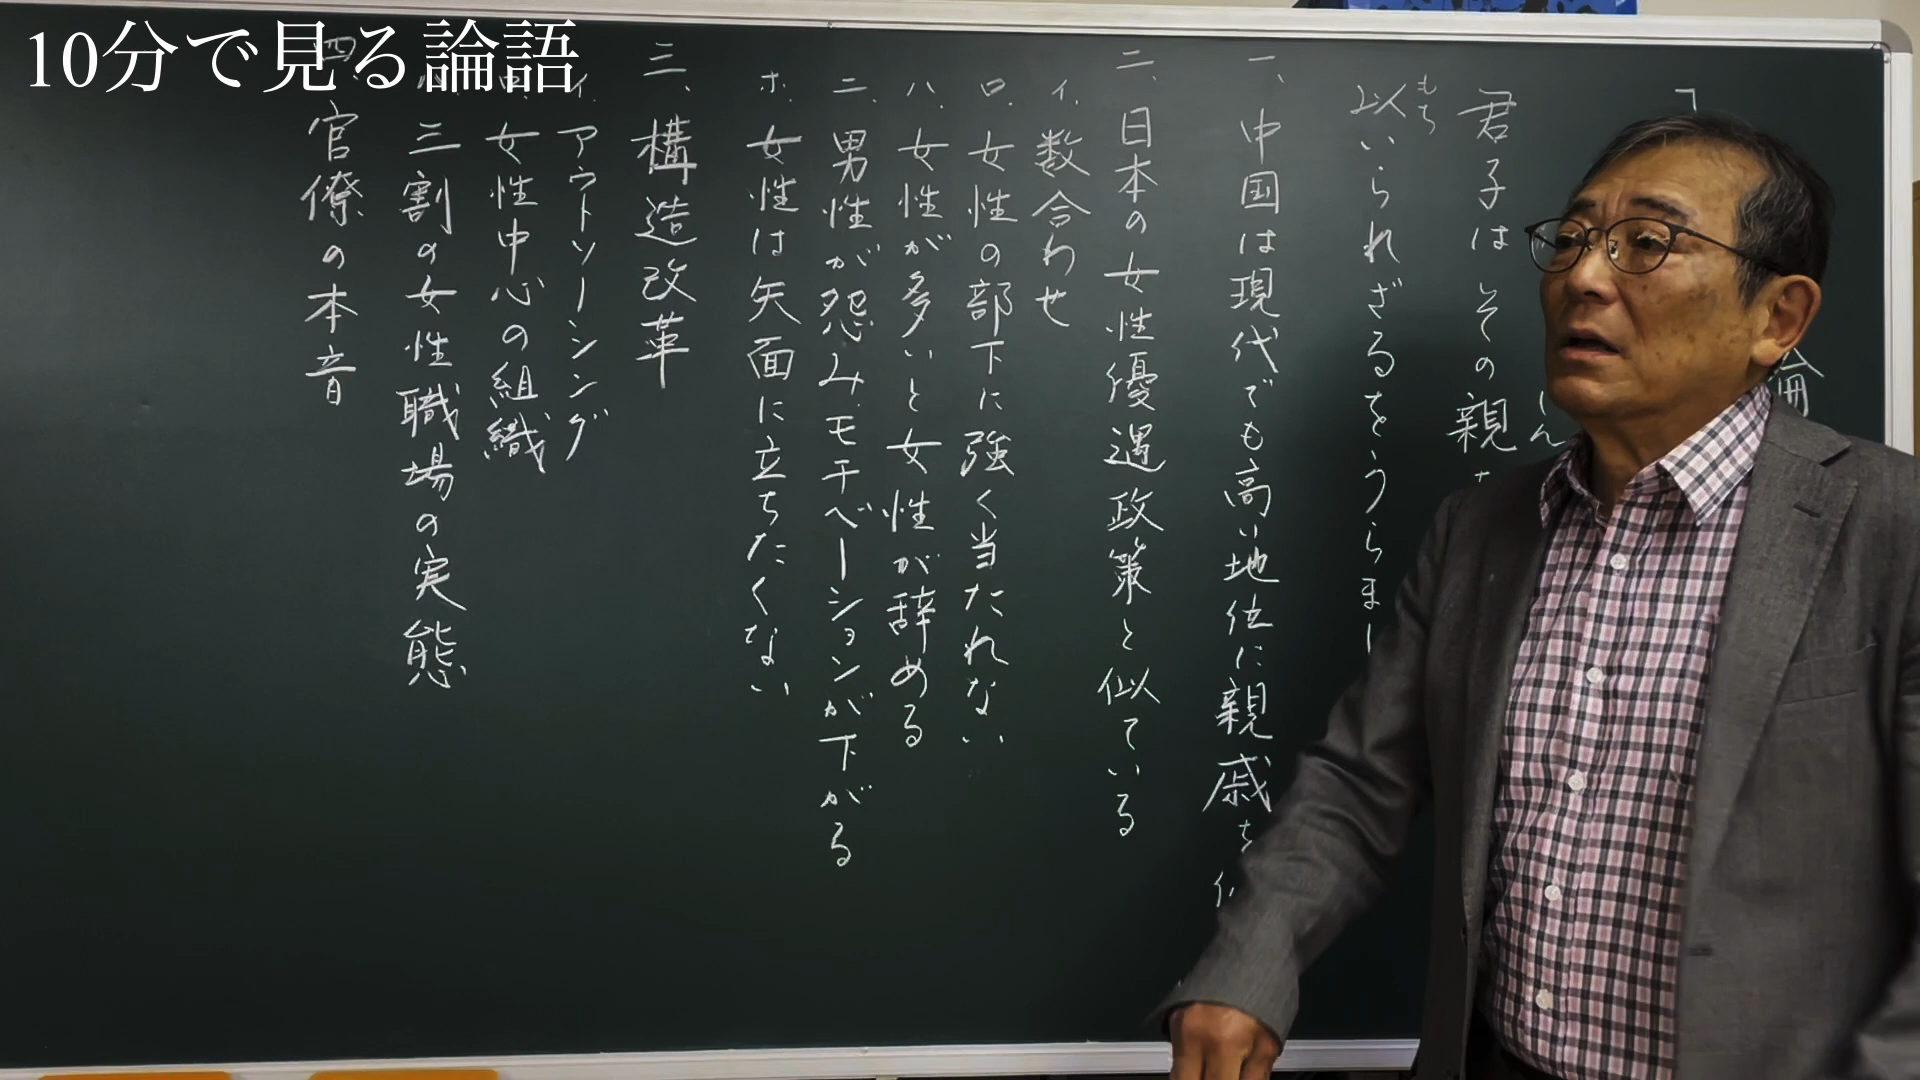 10分で見る論語
君子はその親
しん
以いられざるをうらまし
もち
一、中国は現代でも高い地位に親戚を
二、日本の女性優遇政策と似ている
イ.数合わせ
ロ.女性の部下に強く当たれない
ハ.女性が多いと女性が辞める
ニ.男性が怨みモチベーションが下がる
ホ.女性は矢面に立ちたくない
三、構造改革
イ.アウトソーシング
女性中心の組織
三割の女性職場の実態
四 官僚の本音